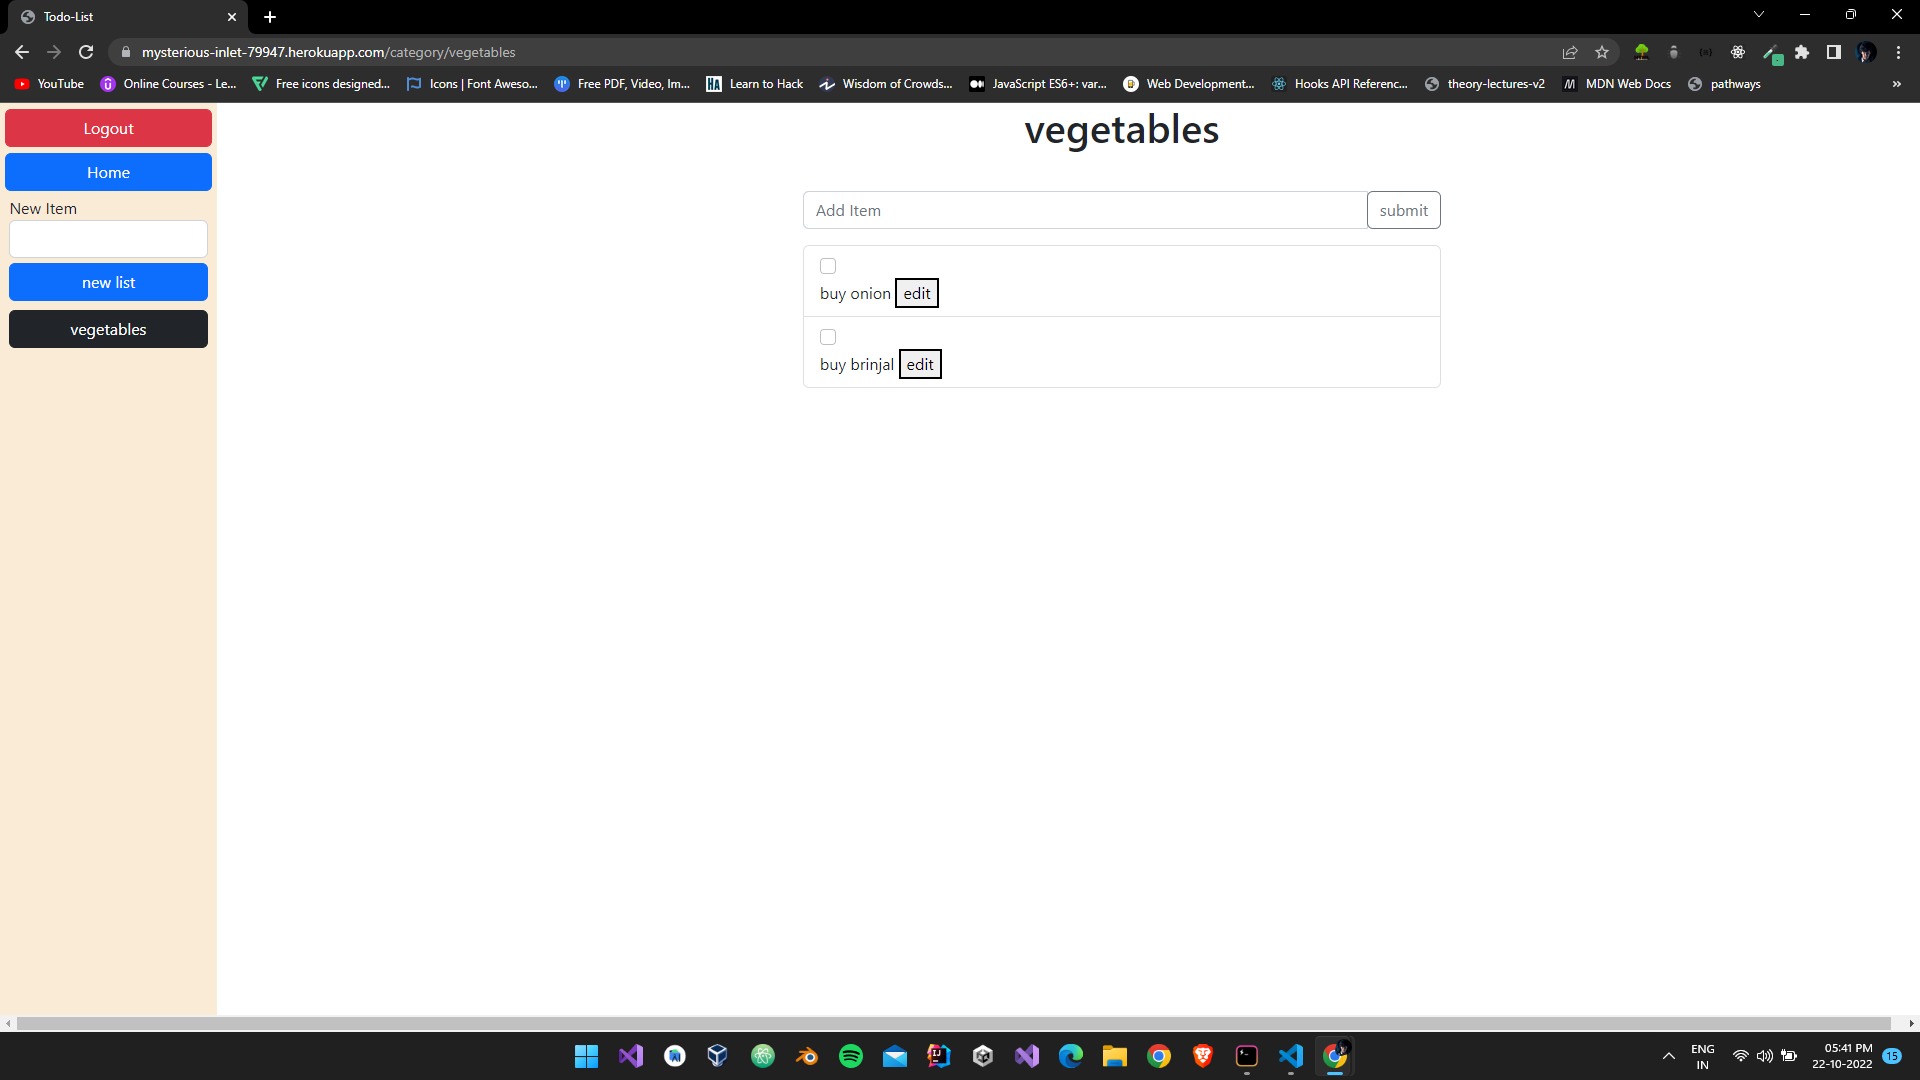 Todo-List
mysterious-inlet-79947.herokuapp.com/category/vegetables
YouTube Online Courses - Le... Free icons designed... Icons | Font Aweso... Free PDF, Video, Im... HA Learn to Hack Wisdom of Crowds... JavaScript ES6+: var... Web Development... Hooks API Referenc... theory-lectures-v2 MDN Web Docs pathways »
Logout
Home
New Item
new list
vegetables
vegetables
Add Item submit
buy onion edit
buy brinjal edit
ENG
IN
05:41 PM
22-10-2022
15